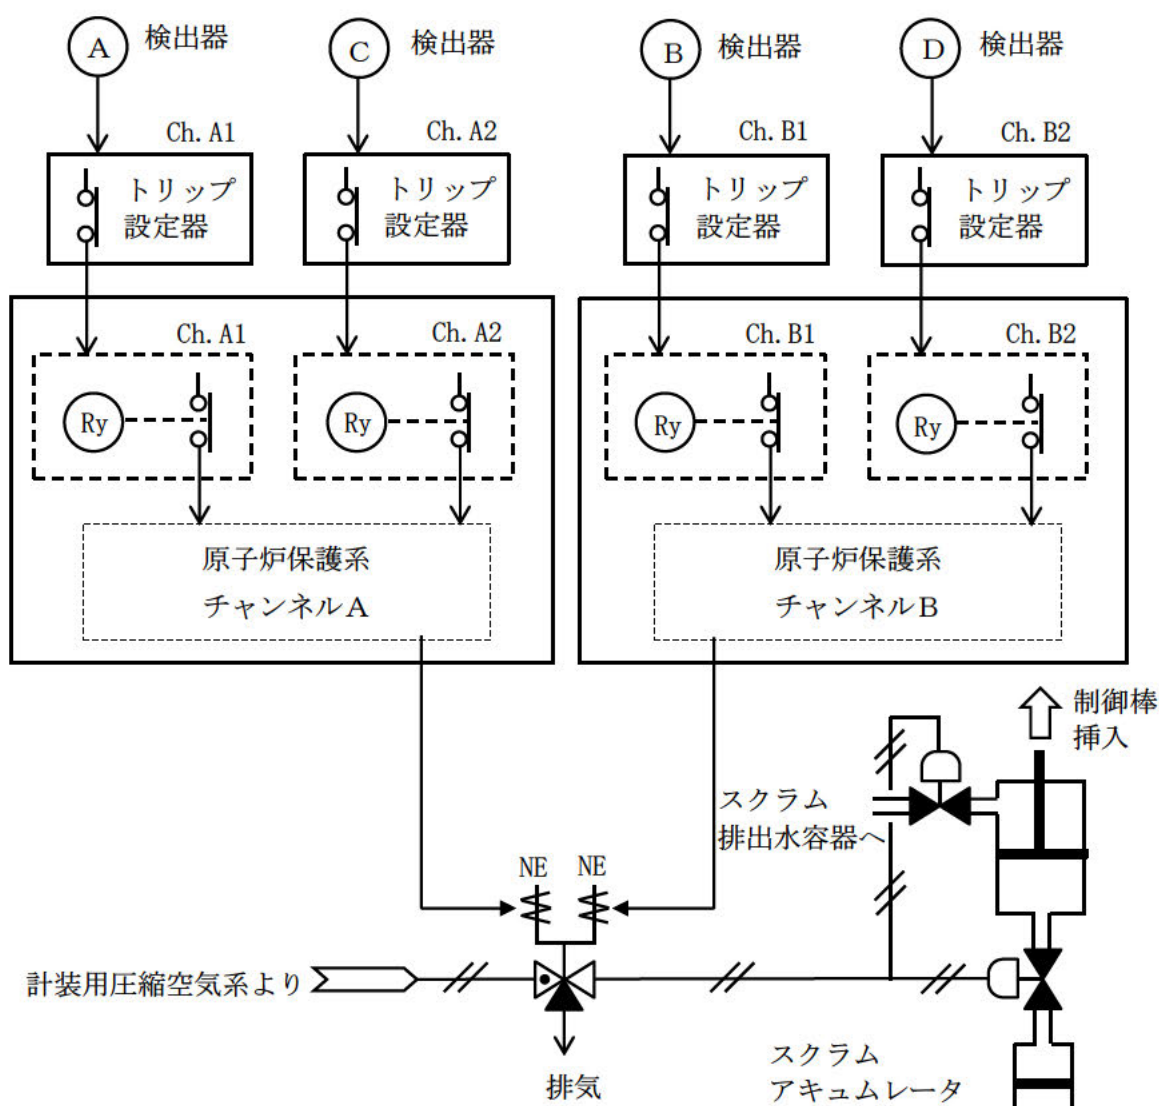 A 検出器
C 検出器
B 検出器
D 検出器
Ch. A1
Ch. A2
Ch. B1
Ch. B2
トリップ
設定器
トリップ
設定器
トリップ
設定器
トリップ
設定器
Ch. A1
Ch. A2
Ch. B1
Ch. B2
Ry
Ry
Ry
Ry
原子炉保護系
チャンネルA
原子炉保護系
チャンネルB
制御棒
挿入
スクラム
排出水容器へ
NE
NE
計装用圧縮空気系より
排気
スクラム
アキュムレータ